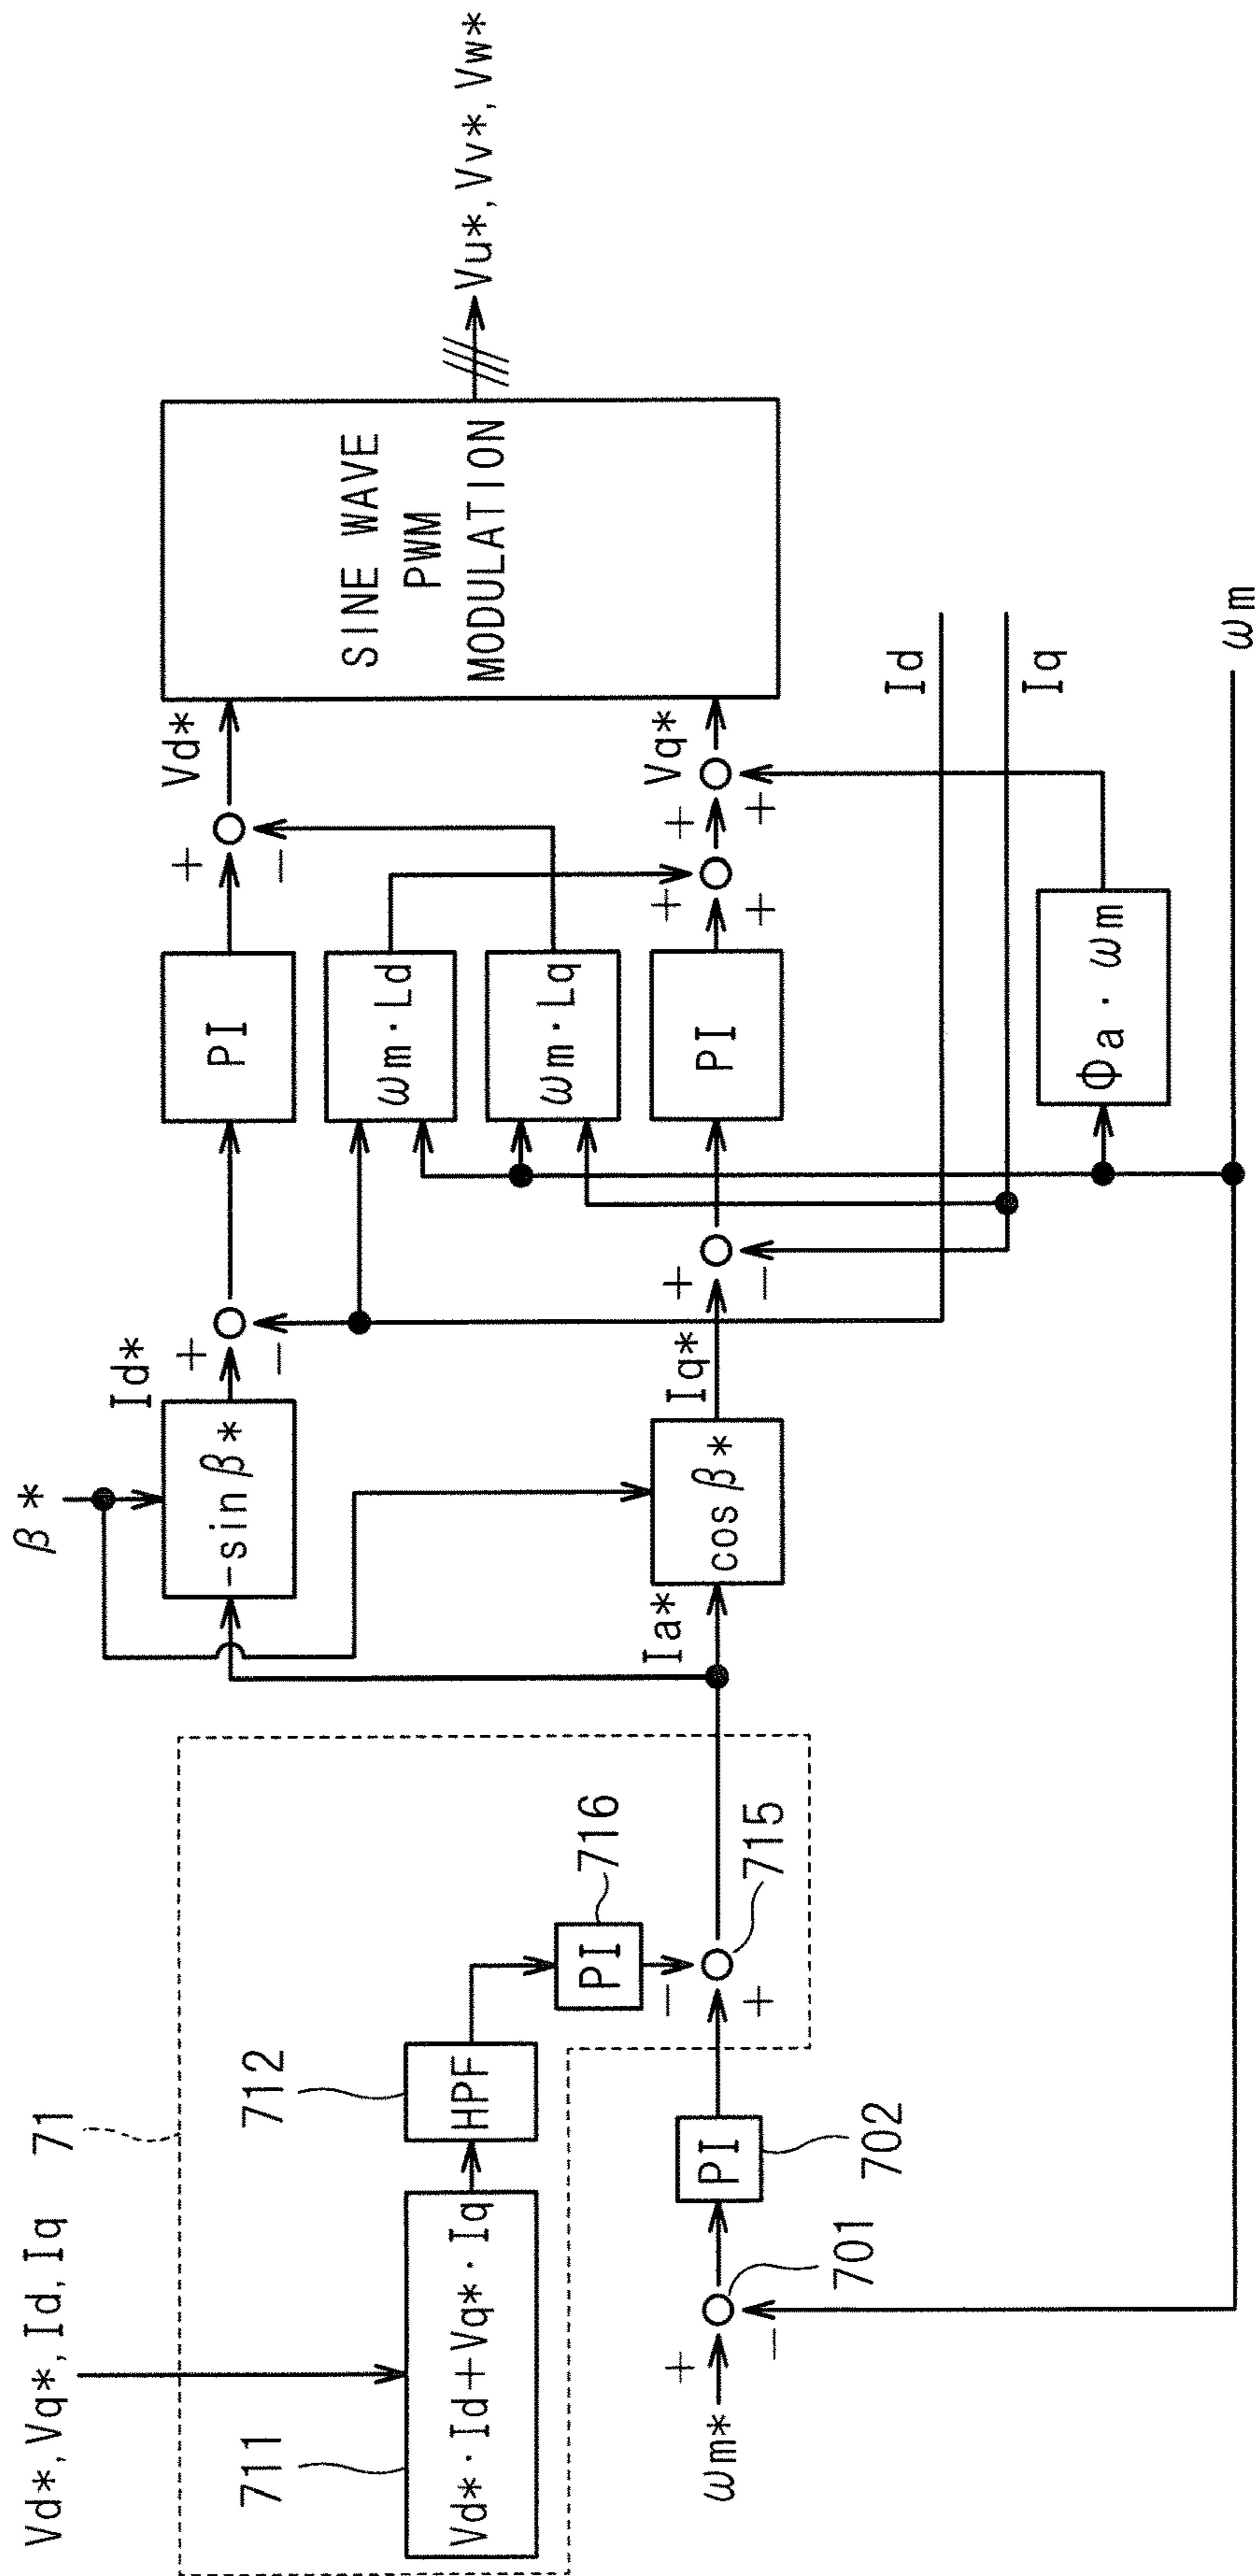 Vd*, Vq*, Id, Iq
71
711
Vd*·Id+Vq*·Iq
712
HPF
PI
716
715
ωm*
+
-
701
PI
702
-
+
β*
-sin β*
Id*
+
-
PI
+
-
Vd*
ωm·Ld
ωm·Lq
Ia*
cos β*
Iq*
+
-
PI
+
+
+
+
Vq*
SINE WAVE
PWM
MODULATION
Vu*, Vv*, Vw*
Id
Iq
Φa·ωm
ωm